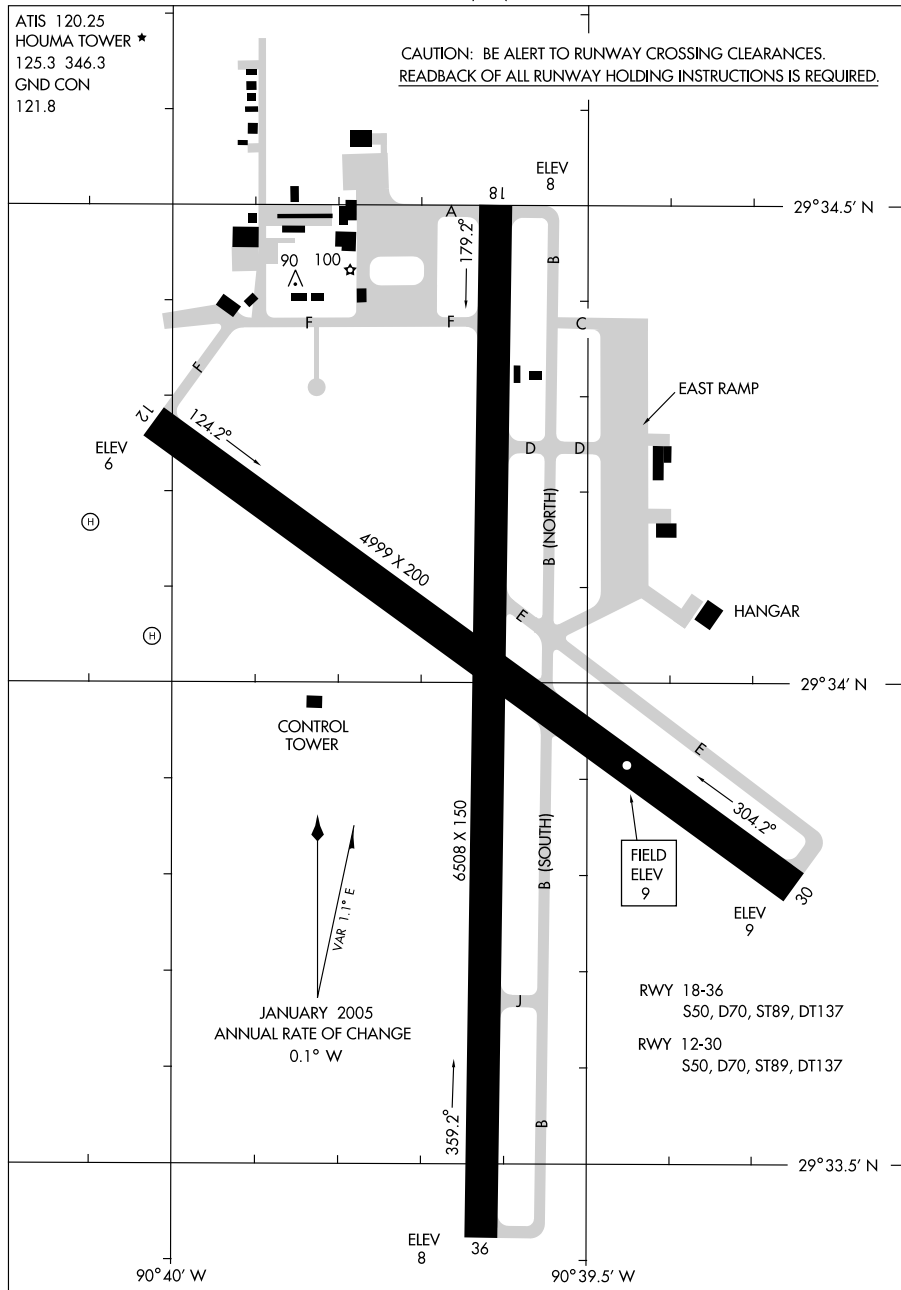 ATIS 120.25
HOUMA TOWER ★
125.3 346.3
GND CON
121.8
CAUTION: BE ALERT TO RUNWAY CROSSING CLEARANCES.
READBACK OF ALL RUNWAY HOLDING INSTRUCTIONS IS REQUIRED.
ELEV
8
18
29°34.5' N
A
179.2°
B
90
100
F
F
C
F
EAST RAMP
12
124.2°
ELEV
6
D
D
H
4999 X 200
B (NORTH)
E
HANGAR
H
29°34' N
CONTROL
TOWER
E
304.2°
6508 X 150
B (SOUTH)
FIELD
ELEV
9
30
ELEV
9
VAR 1.1° E
JANUARY 2005
ANNUAL RATE OF CHANGE
0.1° W
J
RWY 18-36
S50, D70, ST89, DT137
RWY 12-30
S50, D70, ST89, DT137
359.2°
B
29°33.5' N
ELEV
8
36
90°40' W
90°39.5' W